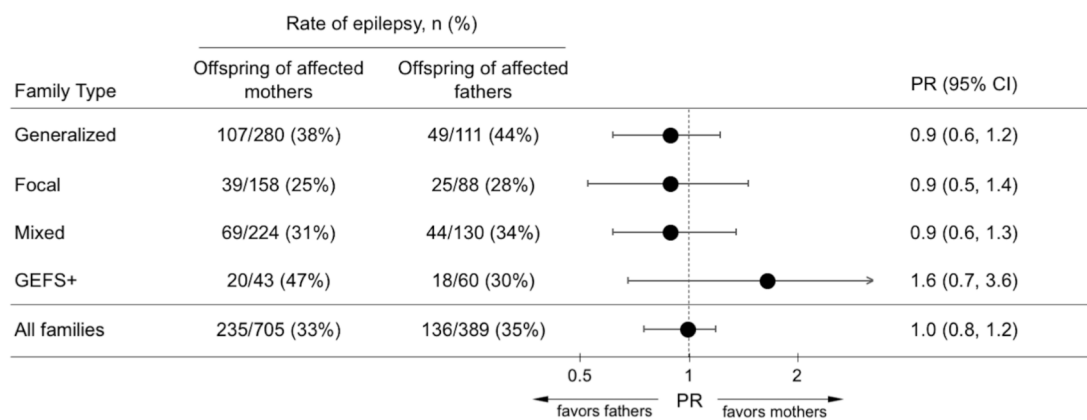 Rate of epilepsy, n (%)
Family Type Offspring of affected mothers Offspring of affected fathers PR (95% CI)
Generalized 107/280 (38%) 49/111 (44%) 0.9 (0.6, 1.2)
Focal 39/158 (25%) 25/88 (28%) 0.9 (0.5, 1.4)
Mixed 69/224 (31%) 44/130 (34%) 0.9 (0.6, 1.3)
GEFS+ 20/43 (47%) 18/60 (30%) 1.6 (0.7, 3.6)
All families 235/705 (33%) 136/389 (35%) 1.0 (0.8, 1.2)
0.5 1 2
favors fathers PR favors mothers